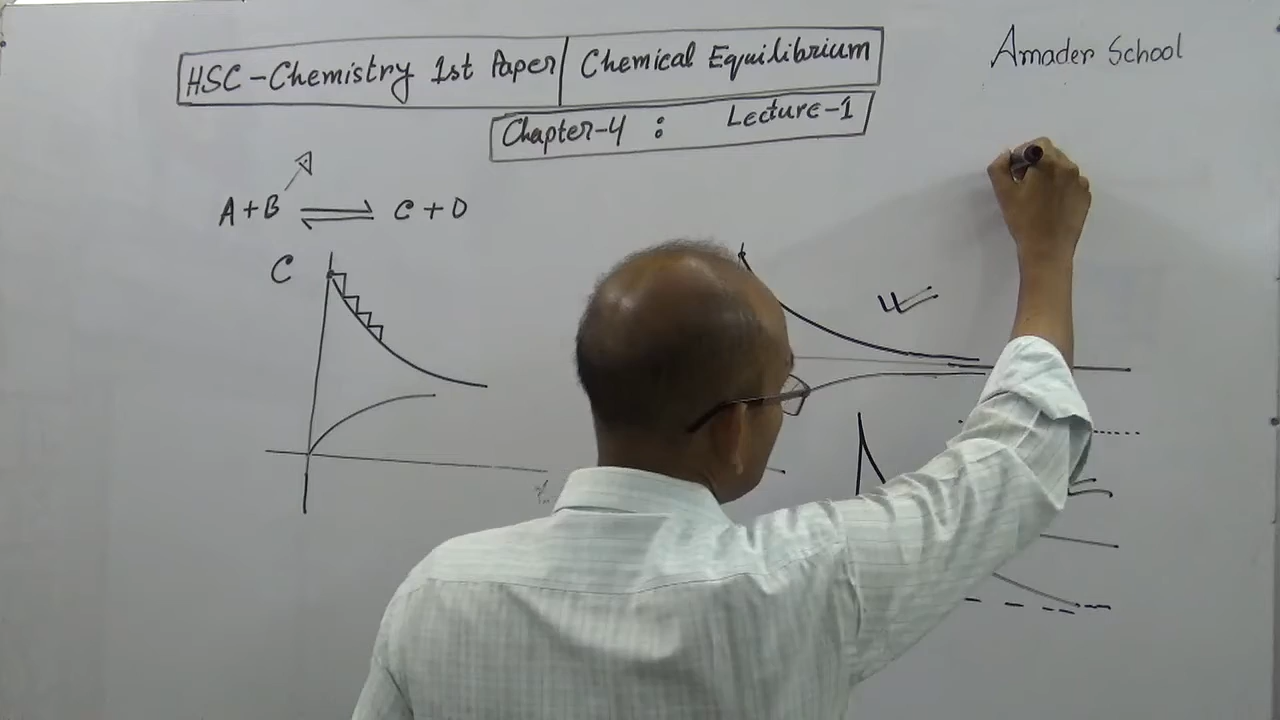 HSC-Chemistry 1st Paper Chemical Equilibrium
Amader School
Chapter-4 : Lecture-1
A+B ⇌ C+D
C